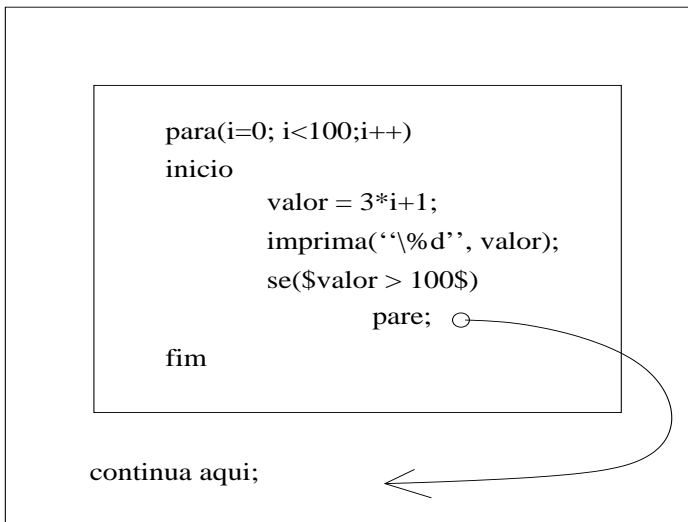 para(i=0; i<100;i++)
inicio
valor = 3*i+1;
imprima(‘‘\%d’’, valor);
se($valor > 100$)
pare;
fim
continua aqui;